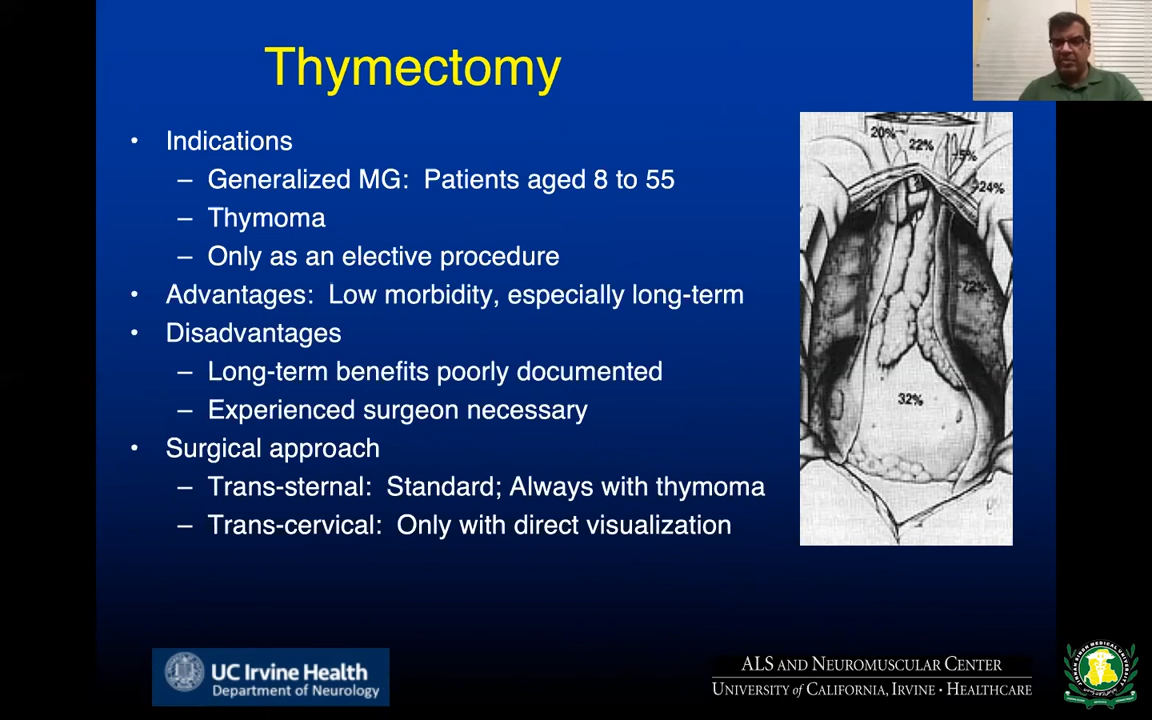 Thymectomy
• Indications
– Generalized MG: Patients aged 8 to 55
– Thymoma
– Only as an elective procedure
• Advantages: Low morbidity, especially long-term
• Disadvantages
– Long-term benefits poorly documented
– Experienced surgeon necessary
• Surgical approach
– Trans-sternal: Standard; Always with thymoma
– Trans-cervical: Only with direct visualization
20%
22%
5%
24%
72%
32%
UC Irvine Health
Department of Neurology
ALS AND NEUROMUSCULAR CENTER
UNIVERSITY of CALIFORNIA, IRVINE • HEALTHCARE